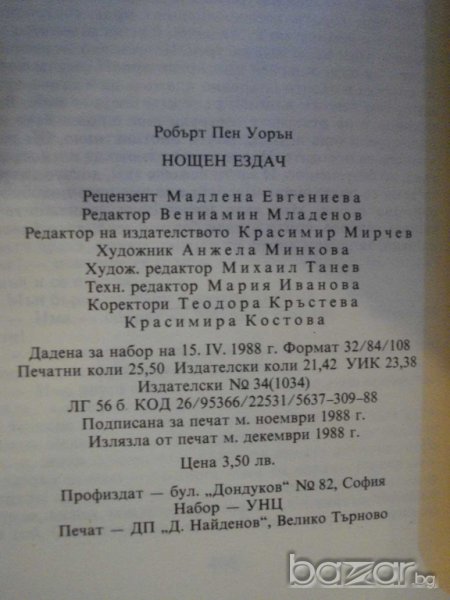 Робърт Пен Уорън
НОЩЕН ЕЗДАЧ
Рецензент Мадлена Евгениева
Редактор Вениамин Младенов
Редактор на издателството Красимир Мирчев
Художник Анжела Минкова
Худож. редактор Михаил Танев
Техн. редактор Мария Иванова
Коректори Теодора Кръстева
Красимира Костова
Дадена за набор на 15. IV. 1988 г. Формат 32/84/108
Печатни коли 25,50 Издателски коли 21,42 УИК 23,38
Издателски № 34(1034)
ЛГ 56 б. КОД 26/95366/22531/5637–309–88
Подписана за печат м. ноември 1988 г.
Излязла от печат м. декември 1988 г.
Цена 3,50 лв.
Профиздат — бул. „Дондуков“ № 82, София
Набор — УНЦ
Печат — ДП „Д. Найденов“, Велико Търново
bazar.bg